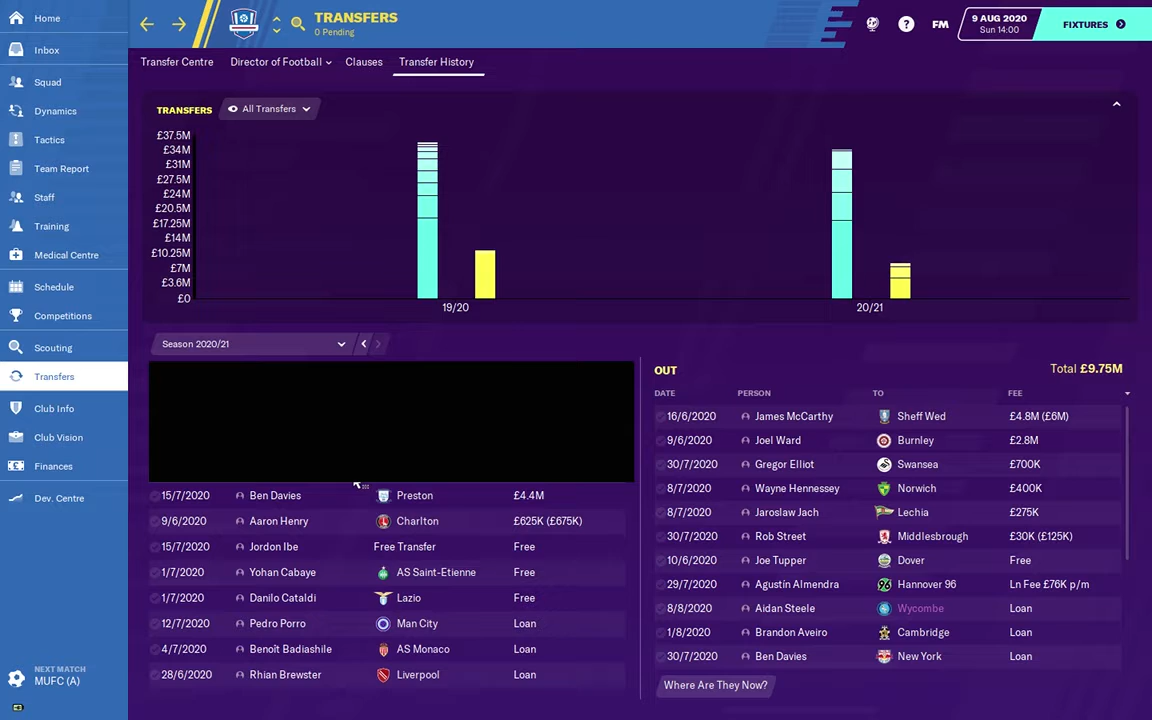 Home
Inbox
Squad
Dynamics
Tactics
Team Report
Staff
Training
Medical Centre
Schedule
Competitions
Scouting
Transfers
Club Info
Club Vision
Finances
Dev. Centre
NEXT MATCH
MUFC (A)
TRANSFERS
0 Pending
? FM 9 AUG 2020 FIXTURES
Sun 14:00
Transfer Centre Director of Football Clauses Transfer History
TRANSFERS All Transfers
£37.5M
£34M
£31M
£27.5M
£24M
£20.5M
£17.25M
£14M
£10.25M
£7M
£3.6M
£0
19/20 20/21
Season 2020/21
15/7/2020 Ben Davies Preston £4.4M
9/6/2020 Aaron Henry Charlton £625K (£675K)
15/7/2020 Jordon Ibe Free Transfer Free
1/7/2020 Yohan Cabaye AS Saint-Etienne Free
1/7/2020 Danilo Cataldi Lazio Free
12/7/2020 Pedro Porro Man City Loan
4/7/2020 Benoît Badiashile AS Monaco Loan
28/6/2020 Rhian Brewster Liverpool Loan
OUT Total £9.75M
DATE PERSON TO FEE
16/6/2020 James McCarthy Sheff Wed £4.8M (£6M)
9/6/2020 Joel Ward Burnley £2.8M
30/7/2020 Gregor Elliot Swansea £700K
8/7/2020 Wayne Hennessey Norwich £400K
8/7/2020 Jaroslaw Jach Lechia £275K
30/7/2020 Rob Street Middlesbrough £30K (£125K)
10/6/2020 Joe Tupper Dover Free
29/7/2020 Agustín Almendra Hannover 96 Ln Fee £76K p/m
8/8/2020 Aidan Steele Wycombe Loan
1/8/2020 Brandon Aveiro Cambridge Loan
30/7/2020 Ben Davies New York Loan
Where Are They Now?